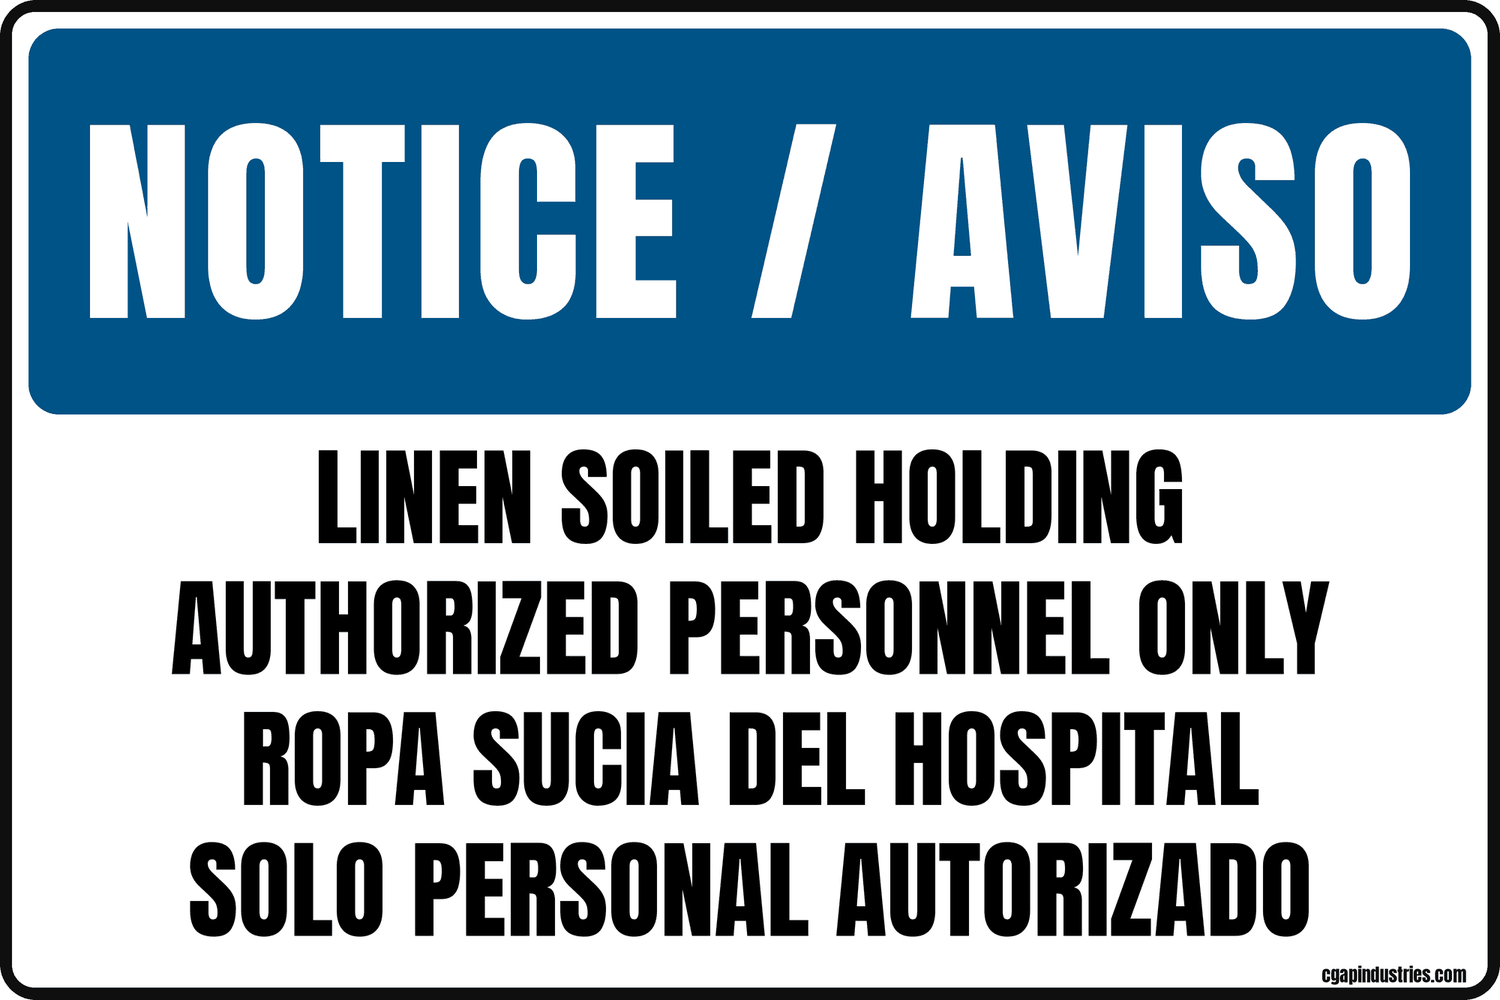 NOTICE / AVISO
LINEN SOILED HOLDING
AUTHORIZED PERSONNEL ONLY
ROPA SUCIA DEL HOSPITAL
SOLO PERSONAL AUTORIZADO
cgapindustries.com